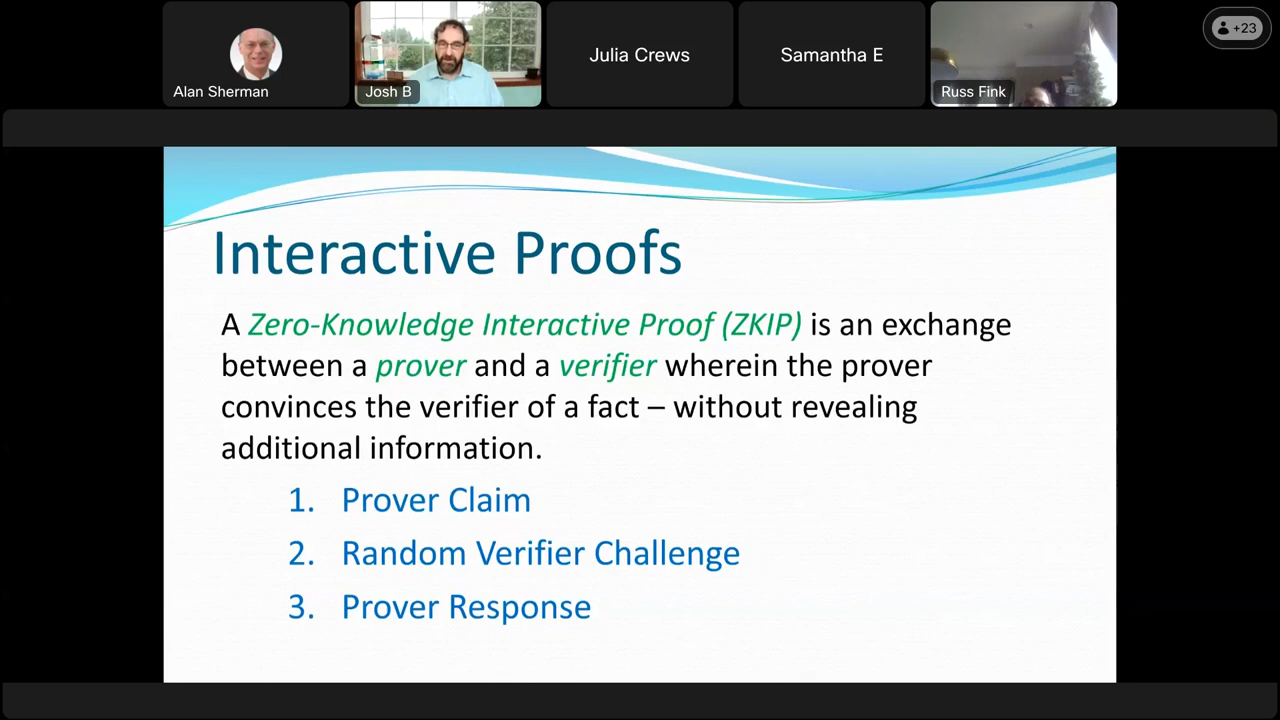 +23
Julia Crews
Samantha E
Alan Sherman
Josh B
Russ Fink
Interactive Proofs
A Zero-Knowledge Interactive Proof (ZKIP) is an exchange
between a prover and a verifier wherein the prover
convinces the verifier of a fact – without revealing
additional information.
1. Prover Claim
2. Random Verifier Challenge
3. Prover Response